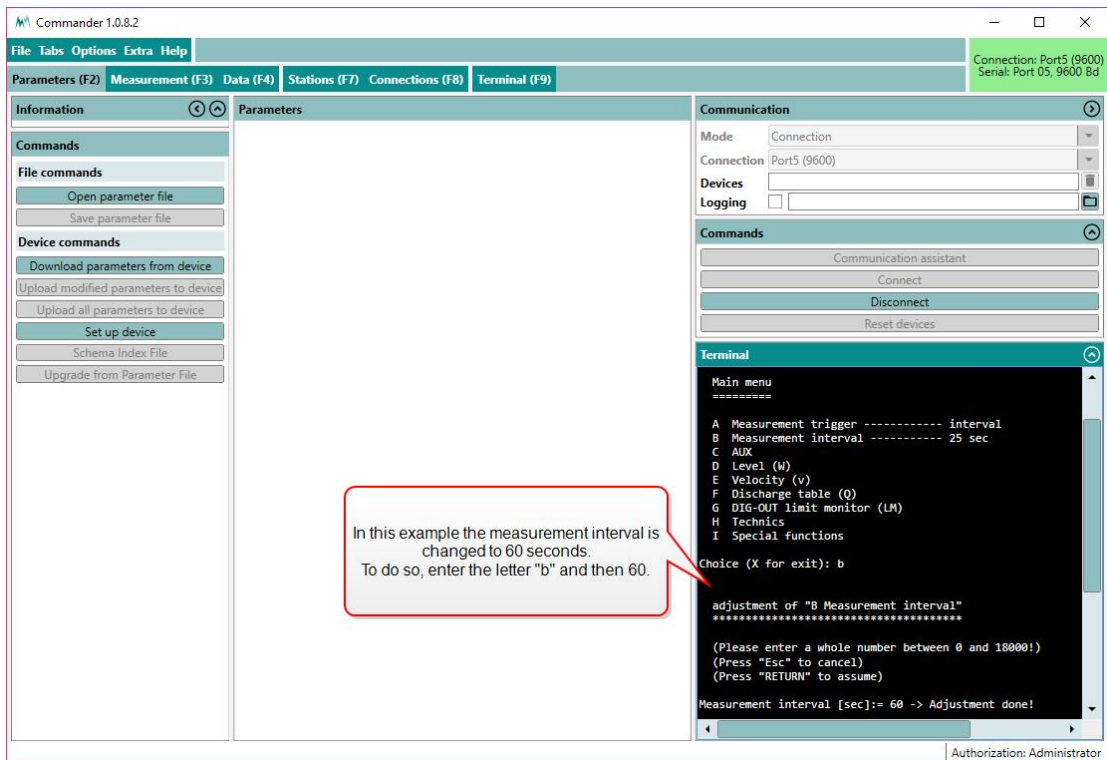 Commander 1.0.8.2
File Tabs Options Extra Help
Connection: Port5 (9600)
Serial: Port 05, 9600 Bd
Parameters (F2) Measurement (F3) Data (F4) Stations (F7) Connections (F8) Terminal (F9)
Information
Commands
File commands
Open parameter file
Save parameter file
Device commands
Download parameters from device
Upload modified parameters to device
Upload all parameters to device
Set up device
Schema Index File
Upgrade from Parameter File
Parameters
In this example the measurement interval is
changed to 60 seconds.
To do so, enter the letter "b" and then 60.
Communication
Mode Connection
Connection Port5 (9600)
Devices
Logging
Commands
Communication assistant
Connect
Disconnect
Reset devices
Terminal
Main menu
=========
A Measurement trigger ------------ interval
B Measurement interval ----------- 25 sec
C AUX
D Level (W)
E Velocity (v)
F Discharge table (Q)
G DIG-OUT limit monitor (LM)
H Technics
I Special functions
Choice (X for exit): b
adjustment of "B Measurement interval"
**************************************
(Please enter a whole number between 0 and 18000!)
(Press "Esc" to cancel)
(Press "RETURN" to assume)
Measurement interval [sec]:= 60 -> Adjustment done!
Authorization: Administrator